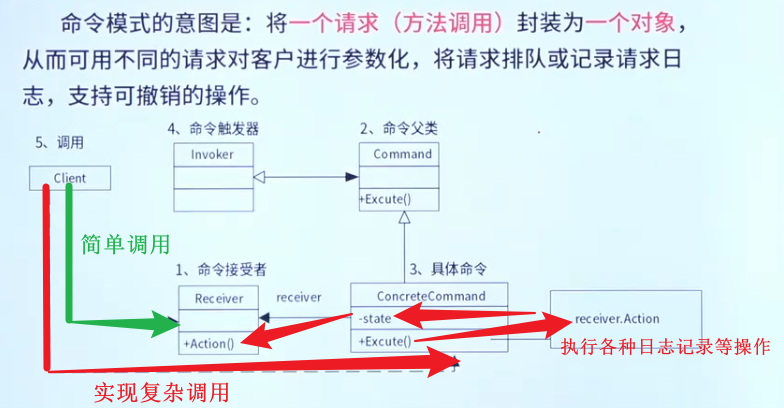 命令模式的意图是：将一个请求（方法调用）封装为一个对象，
从而可用不同的请求对客户进行参数化，将请求排队或记录请求日
志，支持可撤销的操作。
4、命令触发器
2、命令父类
5、调用
Invoker
Command
Client
+Excute()
简单调用
1、命令接受者
3、具体命令
Receiver
receiver
ConcreteCommand
-state
receiver.Action
+Action()
+Excute()
执行各种日志记录等操作
实现复杂调用